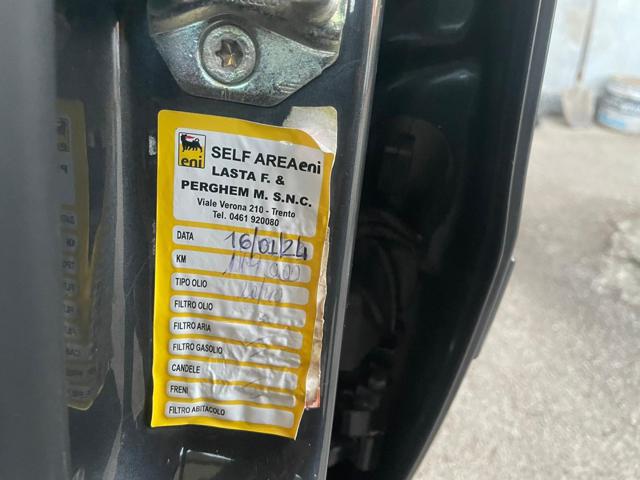 eni
SELF AREA eni
LASTA F. &
PERGHEM M. S.N.C.
Viale Verona 210 - Trento
Tel. 0461 920080
DATA 16/01/24
KM
TIPO OLIO
FILTRO OLIO
FILTRO ARIA
FILTRO GASOLIO
CANDELE
FRENI
FILTRO ABITACOLO